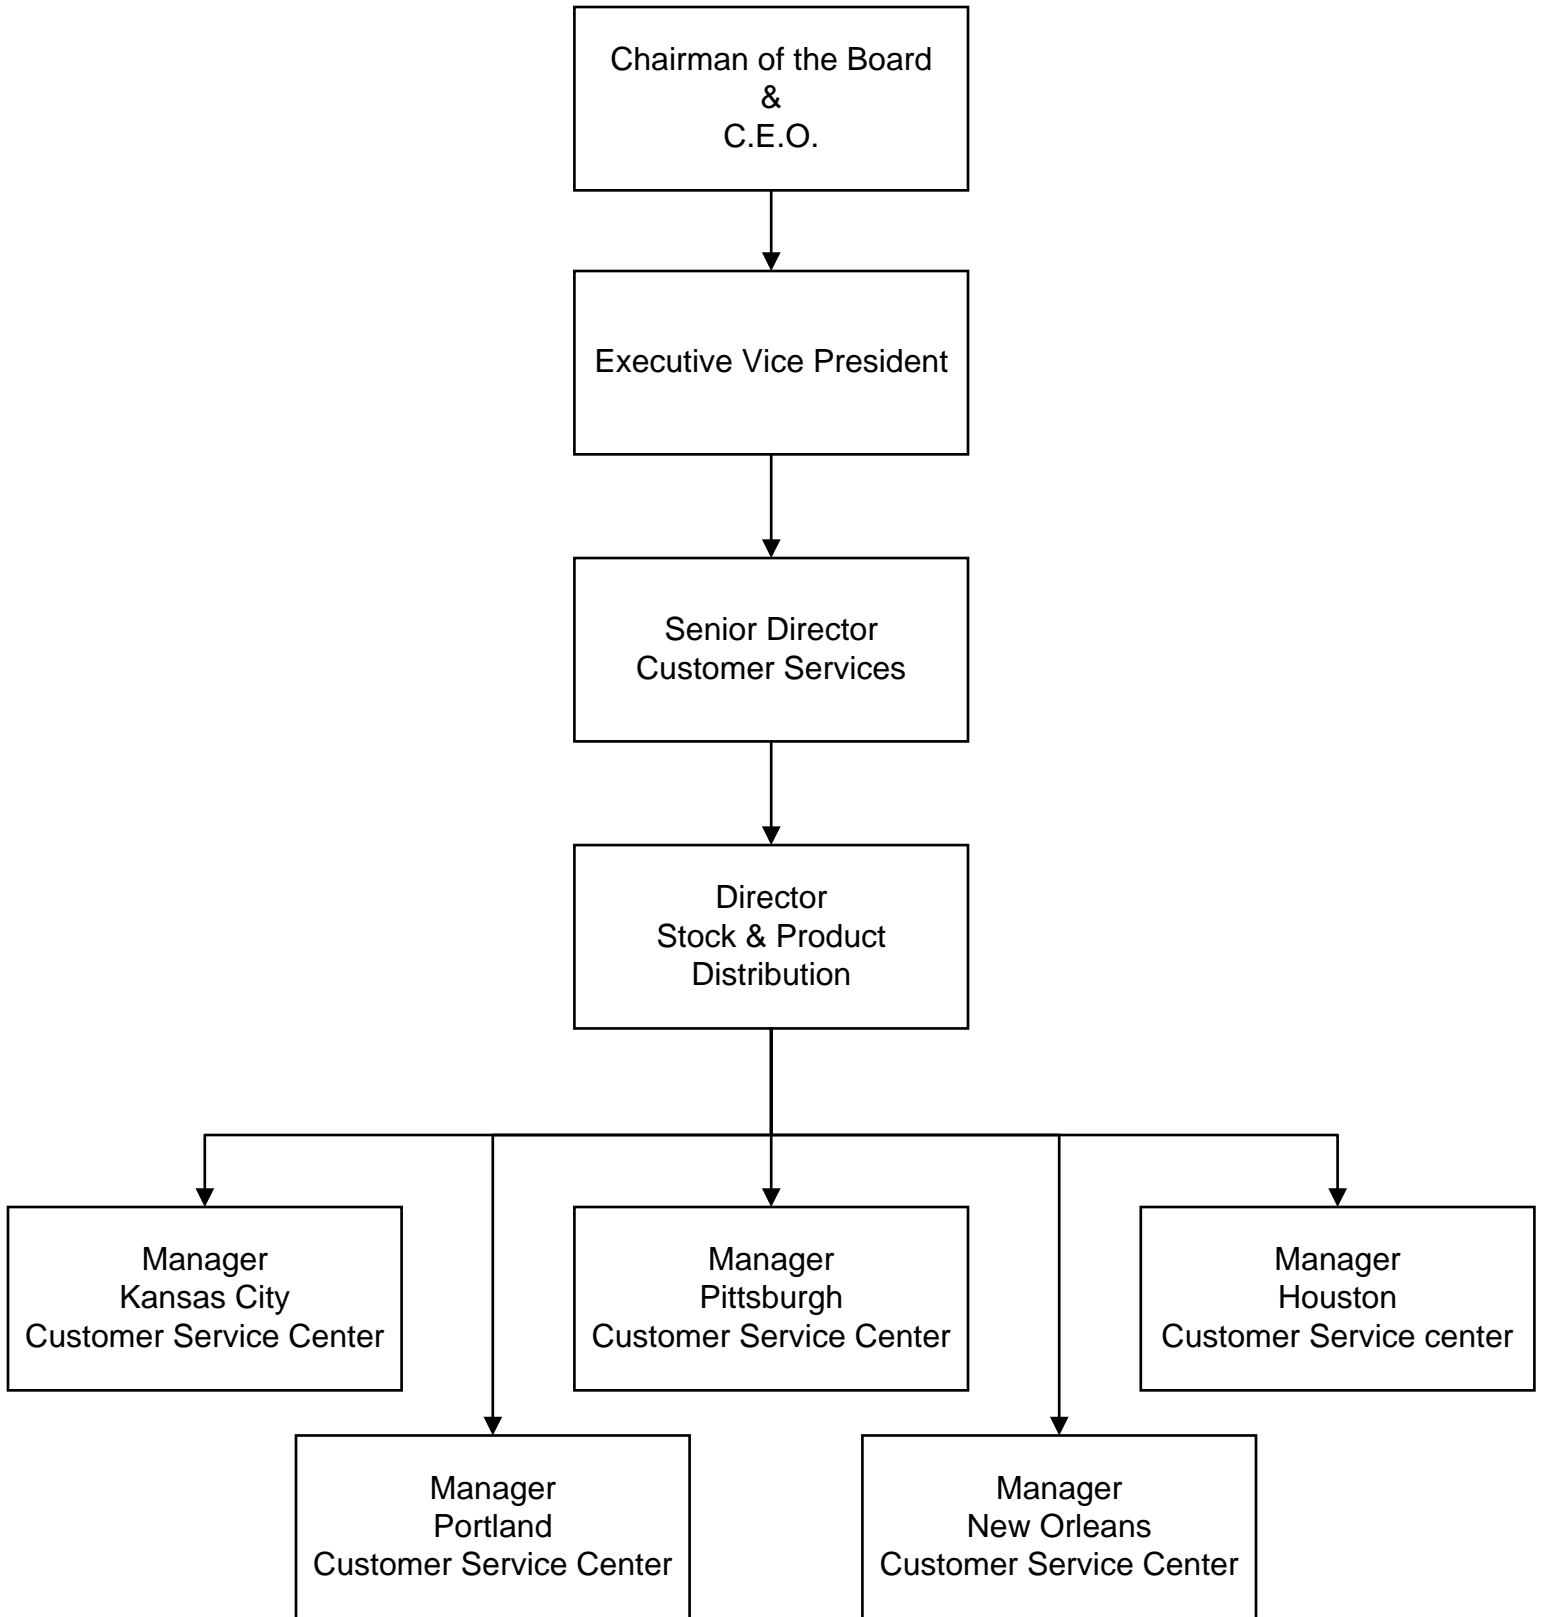 Chairman of the Board
&
C.E.O.
Executive Vice President
Senior Director
Customer Services
Director
Stock & Product
Distribution
Manager
Kansas City
Customer Service Center
Manager
Pittsburgh
Customer Service Center
Manager
Houston
Customer Service center
Manager
Portland
Customer Service Center
Manager
New Orleans
Customer Service Center